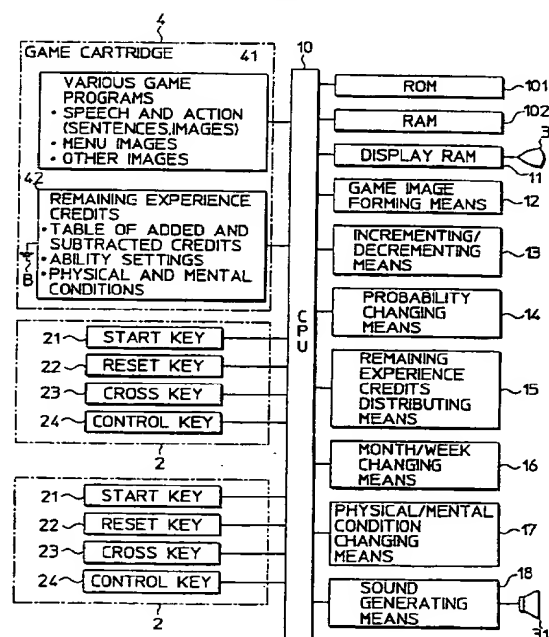 4
GAME CARTRIDGE 41
VARIOUS GAME
PROGRAMS
• SPEECH AND ACTION
(SENTENCES,IMAGES)
• MENU IMAGES
• OTHER IMAGES
42
REMAINING EXPERIENCE
CREDITS
• TABLE OF ADDED AND
SUBTRACTED CREDITS
• ABILITY SETTINGS
• PHYSICAL AND MENTAL
CONDITIONS
B
21 START KEY
22 RESET KEY
23 CROSS KEY
24 CONTROL KEY
2
21 START KEY
22 RESET KEY
23 CROSS KEY
24 CONTROL KEY
2
10
CPU
ROM 101
RAM 102
DISPLAY RAM 3
11
GAME IMAGE
FORMING MEANS 12
INCREMENTING/
DECREMENTING
MEANS 13
PROBABILITY
CHANGING
MEANS 14
REMAINING
EXPERIENCE
CREDITS
DISTRIBUTING
MEANS 15
MONTH/WEEK
CHANGING
MEANS 16
PHYSICAL/MENTAL
CONDITION
CHANGING
MEANS 17
18
SOUND
GENERATING
MEANS
31